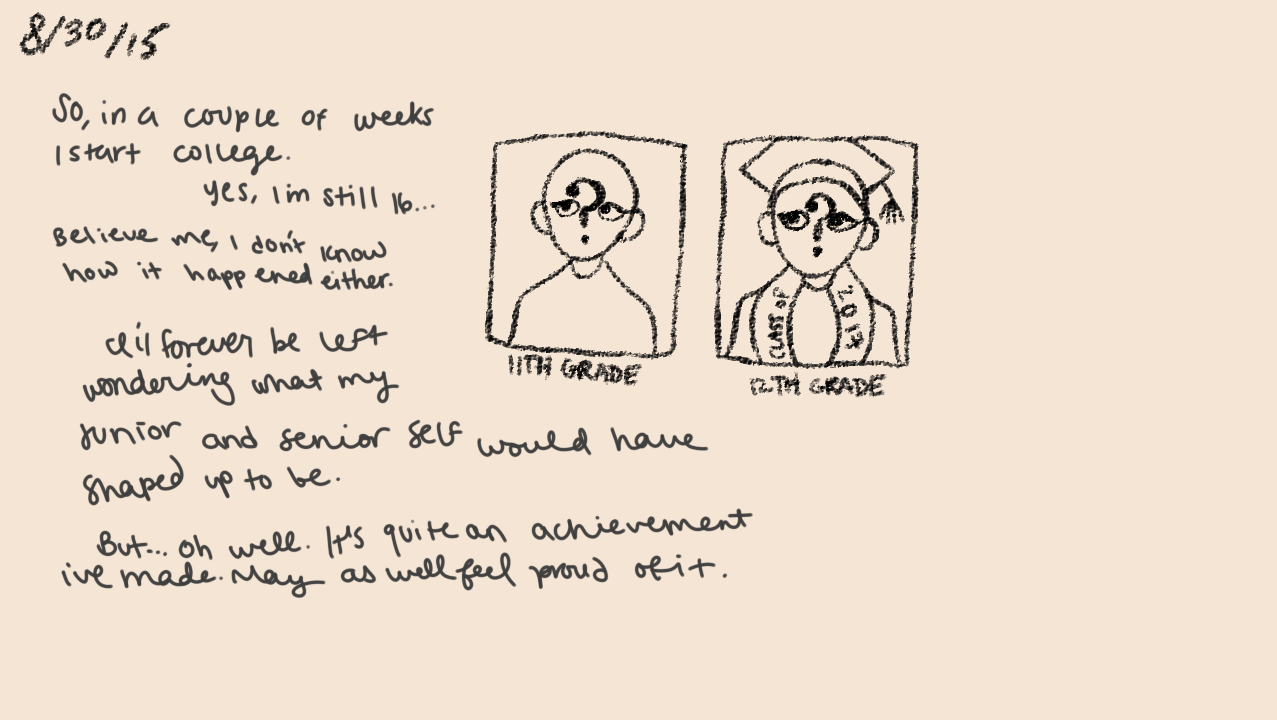 8/30/15
So, in a couple of weeks
I start college.
yes, I'm still 16...
Believe me, I don't know
how it happened either.
I'll forever be left
wondering what my
junior and senior self would have
shaped up to be.
But... oh well. It's quite an achievement
ive made. May as well feel proud of it.
?
11TH GRADE
?
CLASS OF
201*
12TH GRADE